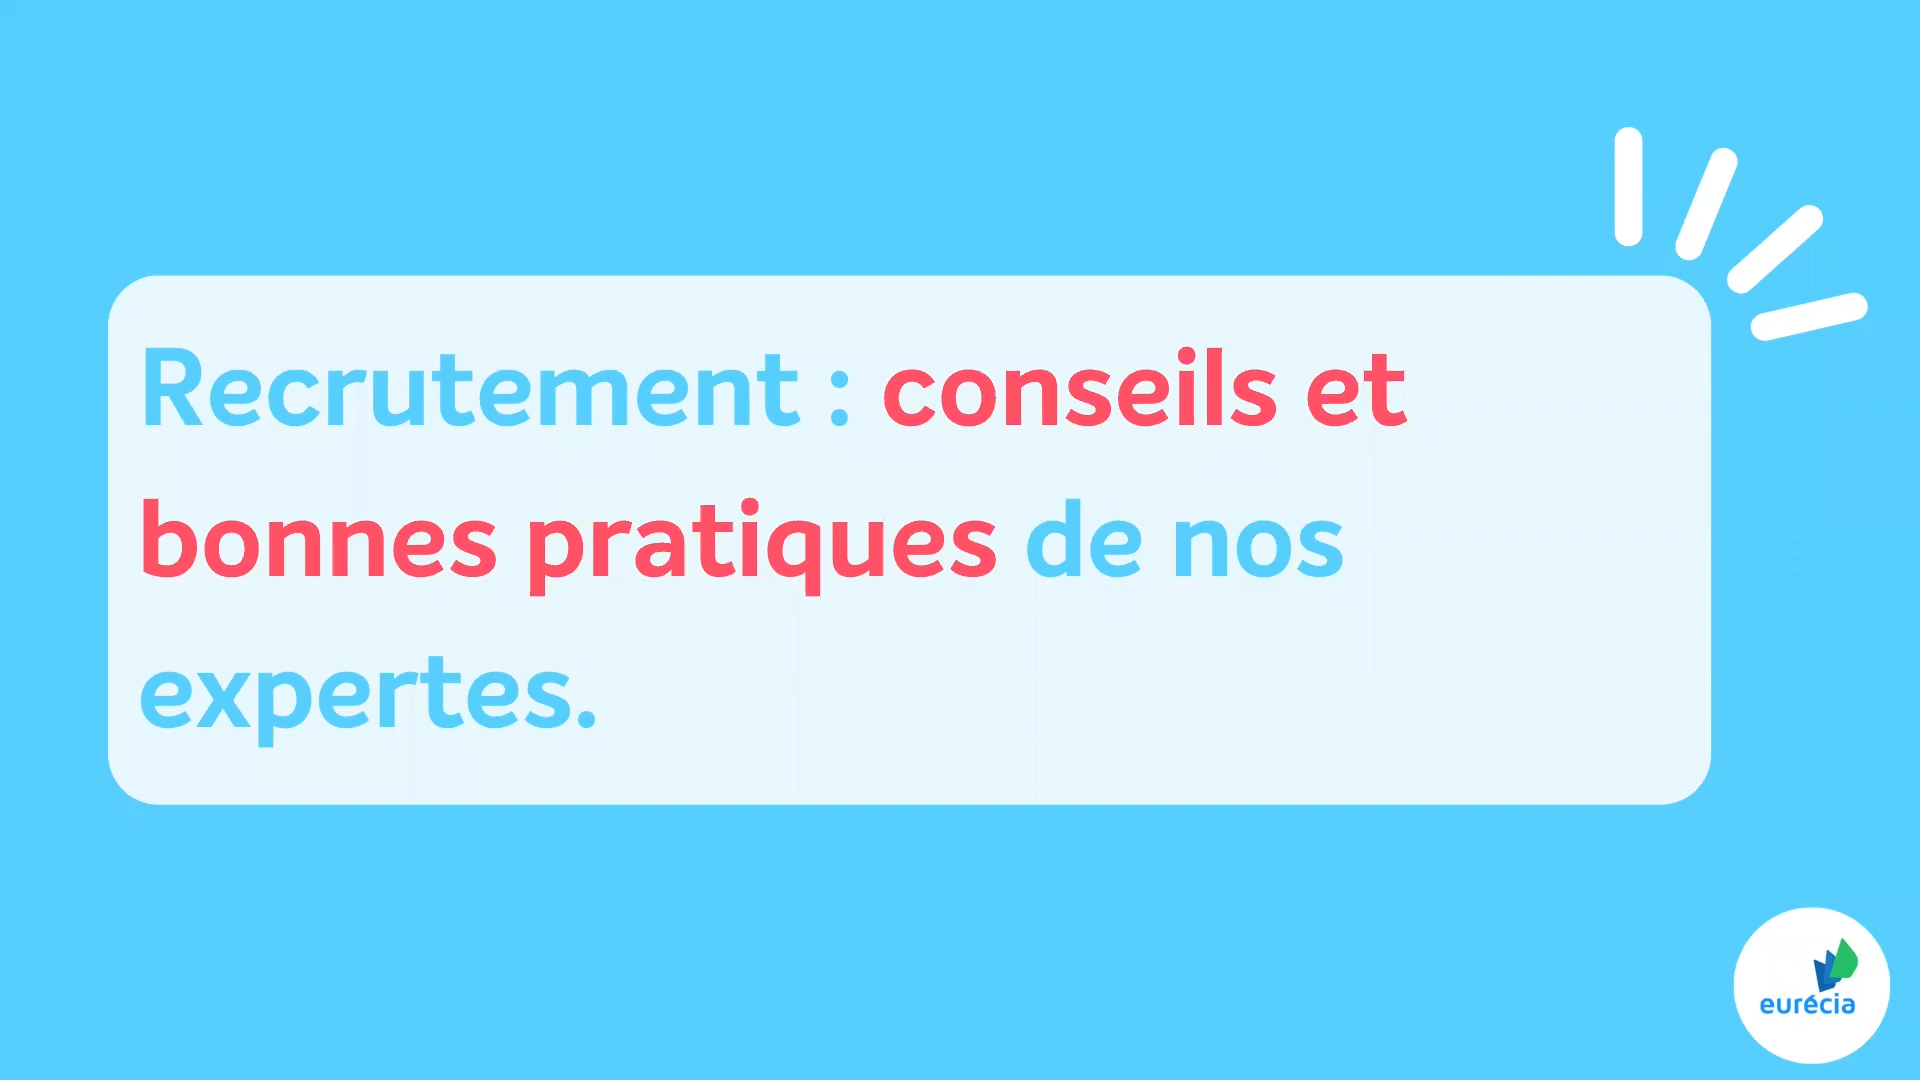 Recrutement : conseils et
bonnes pratiques de nos
expertes.
eurécia